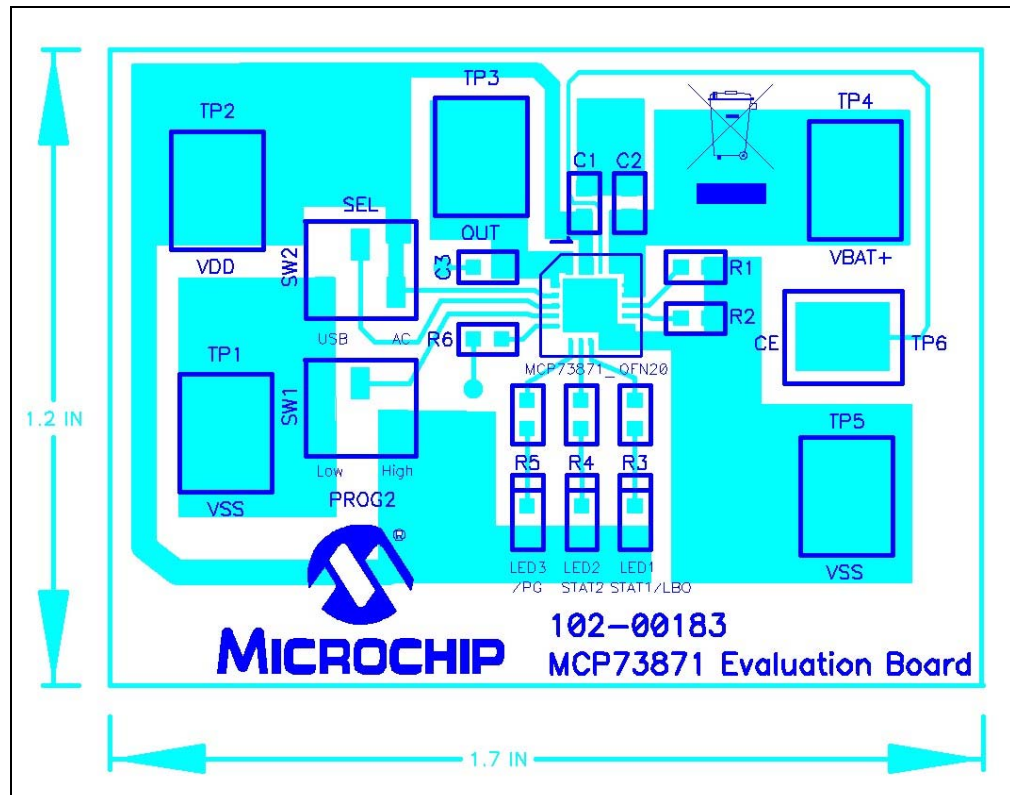 TP3
TP2
TP4
C1 C2
SEL
OUT
1
VDD
VBAT+
SW2
C3
R1
USB AC
R6
R2
CE
TP6
TP1
MCP73871_QFN20
1.2 IN
SW1
TP5
Low High
R5 R4 R3
PROG2
VSS
®
LED3 LED2 LED1
VSS
/PG STAT2 STAT1/LBO
MICROCHIP
102-00183
MCP73871 Evaluation Board
1.7 IN